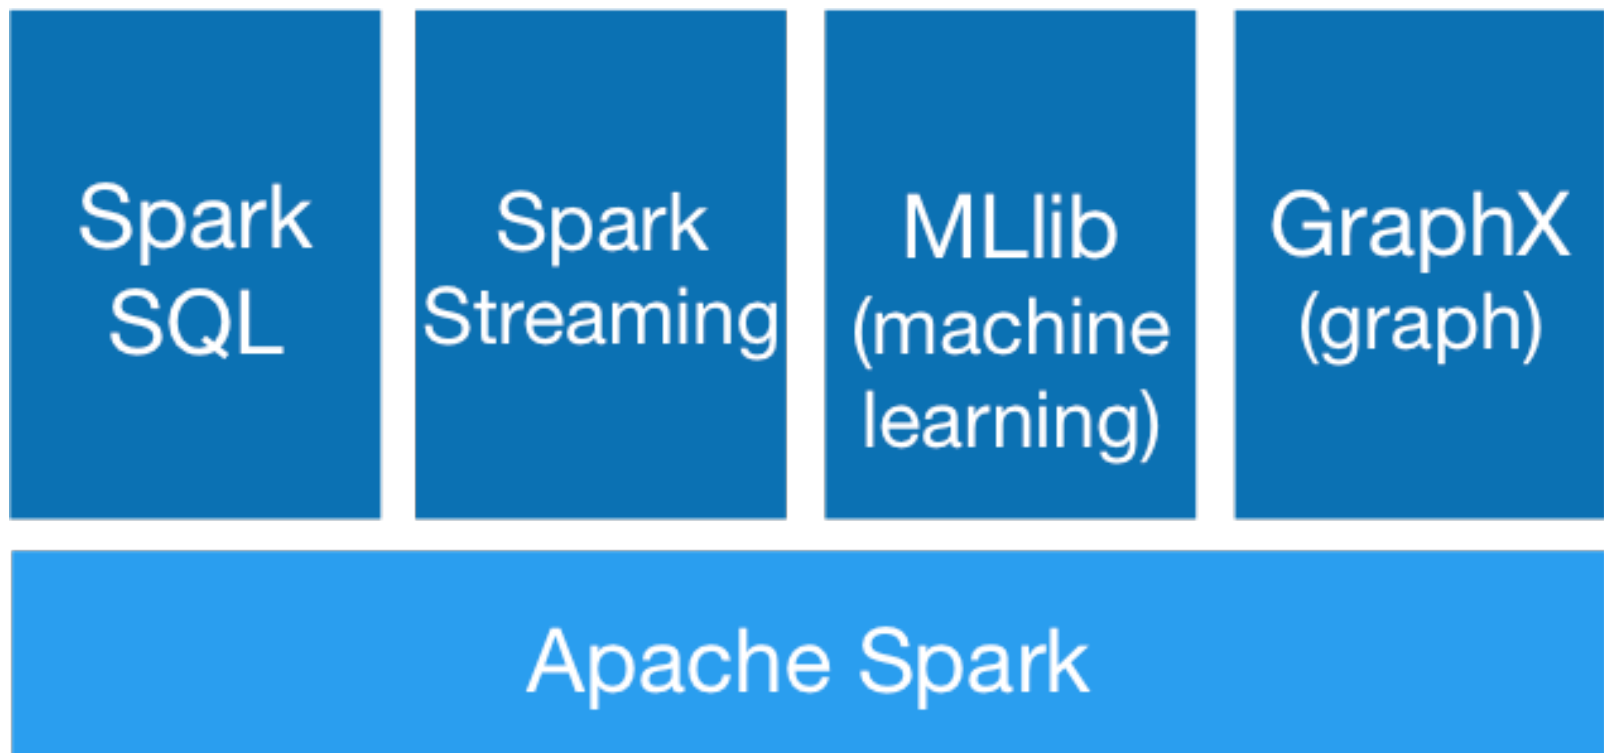 Spark
SQL
Spark
Streaming
MLlib
(machine
learning)
GraphX
(graph)
Apache Spark